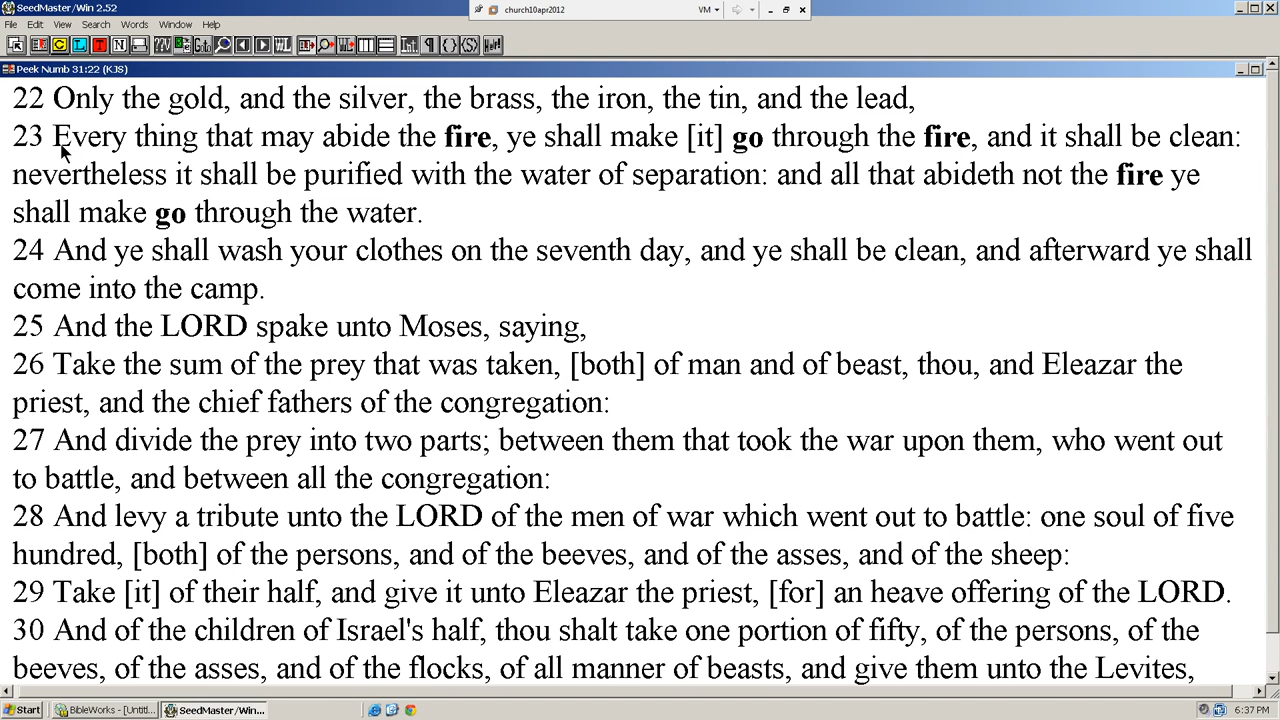 SeedMaster/Win 2.52
church10apr2012
VM
File Edit View Search Words Window Help
Goto
Peek Numb 31:22 (KJS)
22 Only the gold, and the silver, the brass, the iron, the tin, and the lead,
23 Every thing that may abide the fire, ye shall make [it] go through the fire, and it shall be clean:
nevertheless it shall be purified with the water of separation: and all that abideth not the fire ye
shall make go through the water.
24 And ye shall wash your clothes on the seventh day, and ye shall be clean, and afterward ye shall
come into the camp.
25 And the LORD spake unto Moses, saying,
26 Take the sum of the prey that was taken, [both] of man and of beast, thou, and Eleazar the
priest, and the chief fathers of the congregation:
27 And divide the prey into two parts; between them that took the war upon them, who went out
to battle, and between all the congregation:
28 And levy a tribute unto the LORD of the men of war which went out to battle: one soul of five
hundred, [both] of the persons, and of the beeves, and of the asses, and of the sheep:
29 Take [it] of their half, and give it unto Eleazar the priest, [for] an heave offering of the LORD.
30 And of the children of Israel's half, thou shalt take one portion of fifty, of the persons, of the
beeves, of the asses, and of the flocks, of all manner of beasts, and give them unto the Levites,
Start BibleWorks - [Untitl... SeedMaster/Win... 6:37 PM